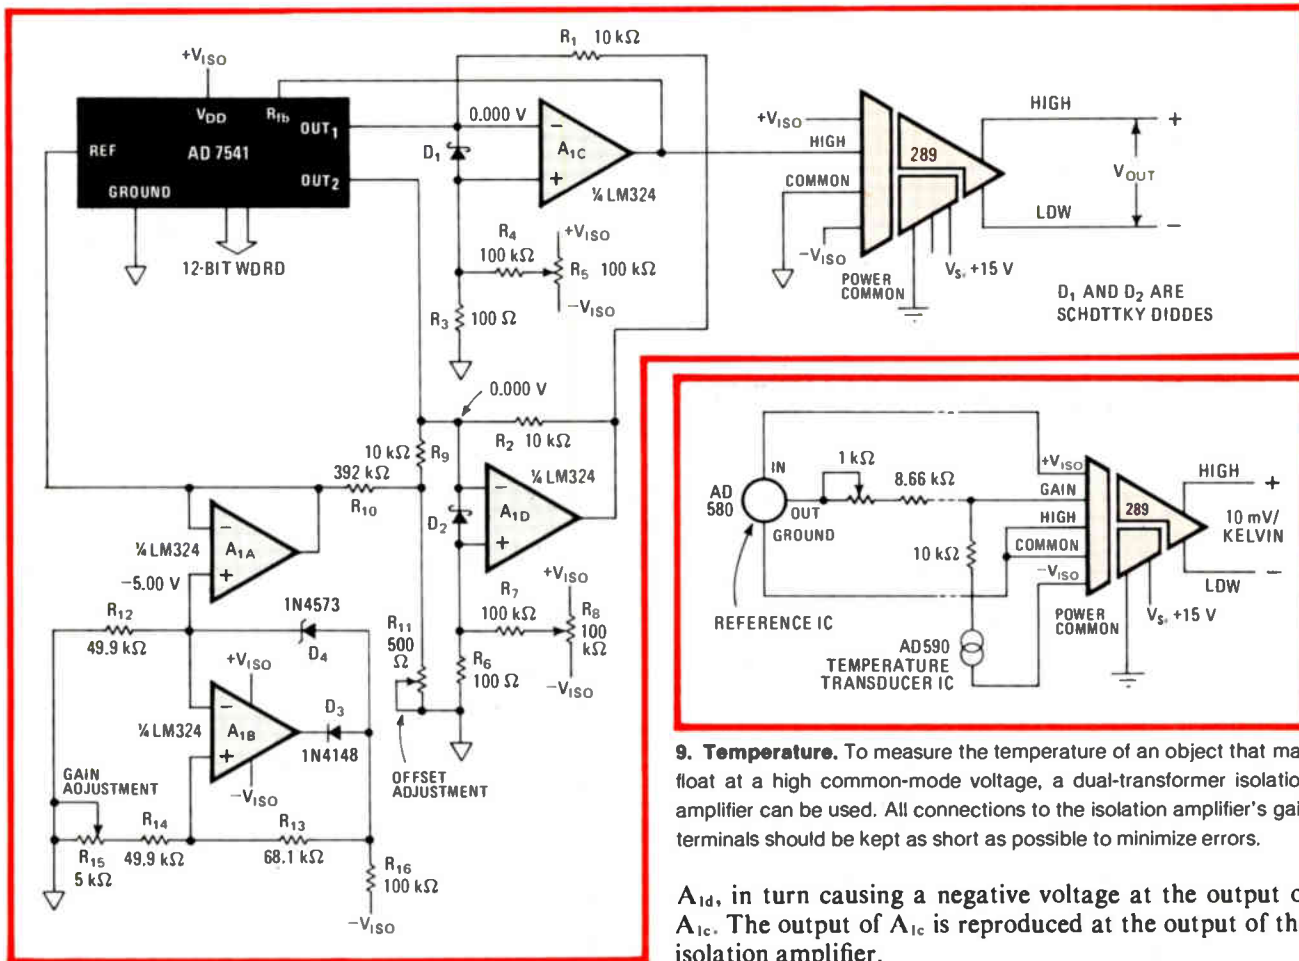 R1 10 kΩ
+VISO
VDD
Rfb
OUT1
REF
AD 7541
OUT2
GROUND
12-BIT WDRD
0.000 V
D1
−
A1C
+
¼ LM324
R4
100 kΩ
+VISO
R5 100 kΩ
−VISO
R3
100 Ω
+VISO
HIGH
COMMON
−VISO
289
HIGH
+
VOUT
LDW
−
POWER
COMMON
VS, +15 V
D1 AND D2 ARE
SCHDTTKY DIDDES
0.000 V
10 kΩ
R9
R2
10 kΩ
392 kΩ
R10
¼ LM324
−
A1D
+
D2
−
A1A
+
¼ LM324
−5.00 V
R12
49.9 kΩ
1N4573
D4
R7
100 kΩ
+VISO
R8
100
kΩ
−VISO
R11
500
Ω
R6
100 Ω
+VISO
¼ LM324
−
A1B
+
−VISO
D3
1N4148
OFFSET
ADJUSTMENT
GAIN
ADJUSTMENT
R15
5 kΩ
R14
49.9 kΩ
R13
68.1 kΩ
R16
100 kΩ
−VISO
AD
580
IN
OUT
GROUND
1 kΩ
8.66 kΩ
10 kΩ
REFERENCE IC
AD590
TEMPERATURE
TRANSDUCER IC
+VISO
GAIN
HIGH
COMMON
−VISO
289
HIGH
+
10 mV/
KELVIN
LDW
−
POWER
COMMON
VS, +15 V
9. Temperature. To measure the temperature of an object that ma
float at a high common-mode voltage, a dual-transformer isolatio
amplifier can be used. All connections to the isolation amplifier's gai
terminals should be kept as short as possible to minimize errors.
A1d, in turn causing a negative voltage at the output o
A1c. The output of A1c is reproduced at the output of th
isolation amplifier.